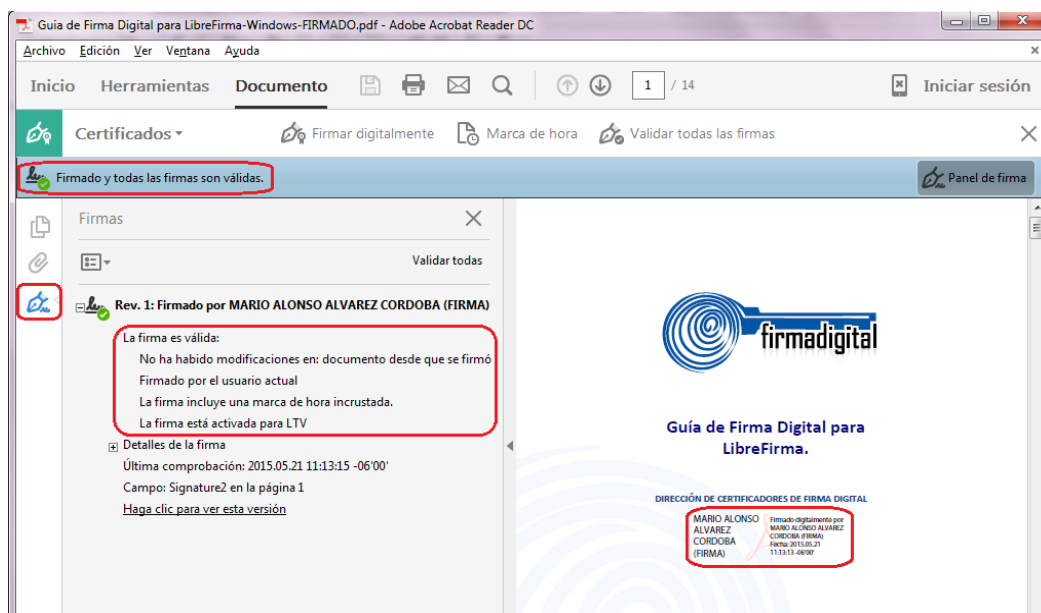 Guia de Firma Digital para LibreFirma-Windows-FIRMADO.pdf - Adobe Acrobat Reader DC
Archivo Edición Ver Ventana Ayuda
Inicio Herramientas Documento 1 / 14 Iniciar sesión
Certificados Firmar digitalmente Marca de hora Validar todas las firmas
Firmado y todas las firmas son válidas. Panel de firma
Firmas
Validar todas
Rev. 1: Firmado por MARIO ALONSO ALVAREZ CORDOBA (FIRMA)
La firma es válida:
No ha habido modificaciones en: documento desde que se firmó
Firmado por el usuario actual
La firma incluye una marca de hora incrustada.
La firma está activada para LTV
Detalles de la firma
Última comprobación: 2015.05.21 11:13:15 -06'00'
Campo: Signature2 en la página 1
Haga clic para ver esta versión
firmadigital
Guía de Firma Digital para
LibreFirma.
DIRECCIÓN DE CERTIFICADORES DE FIRMA DIGITAL
MARIO ALONSO
ALVAREZ
CORDOBA
(FIRMA)
Firmado digitalmente por
MARIO ALONSO ALVAREZ
CORDOBA (FIRMA)
Fecha: 2015.05.21
11:13:13 -06'00'